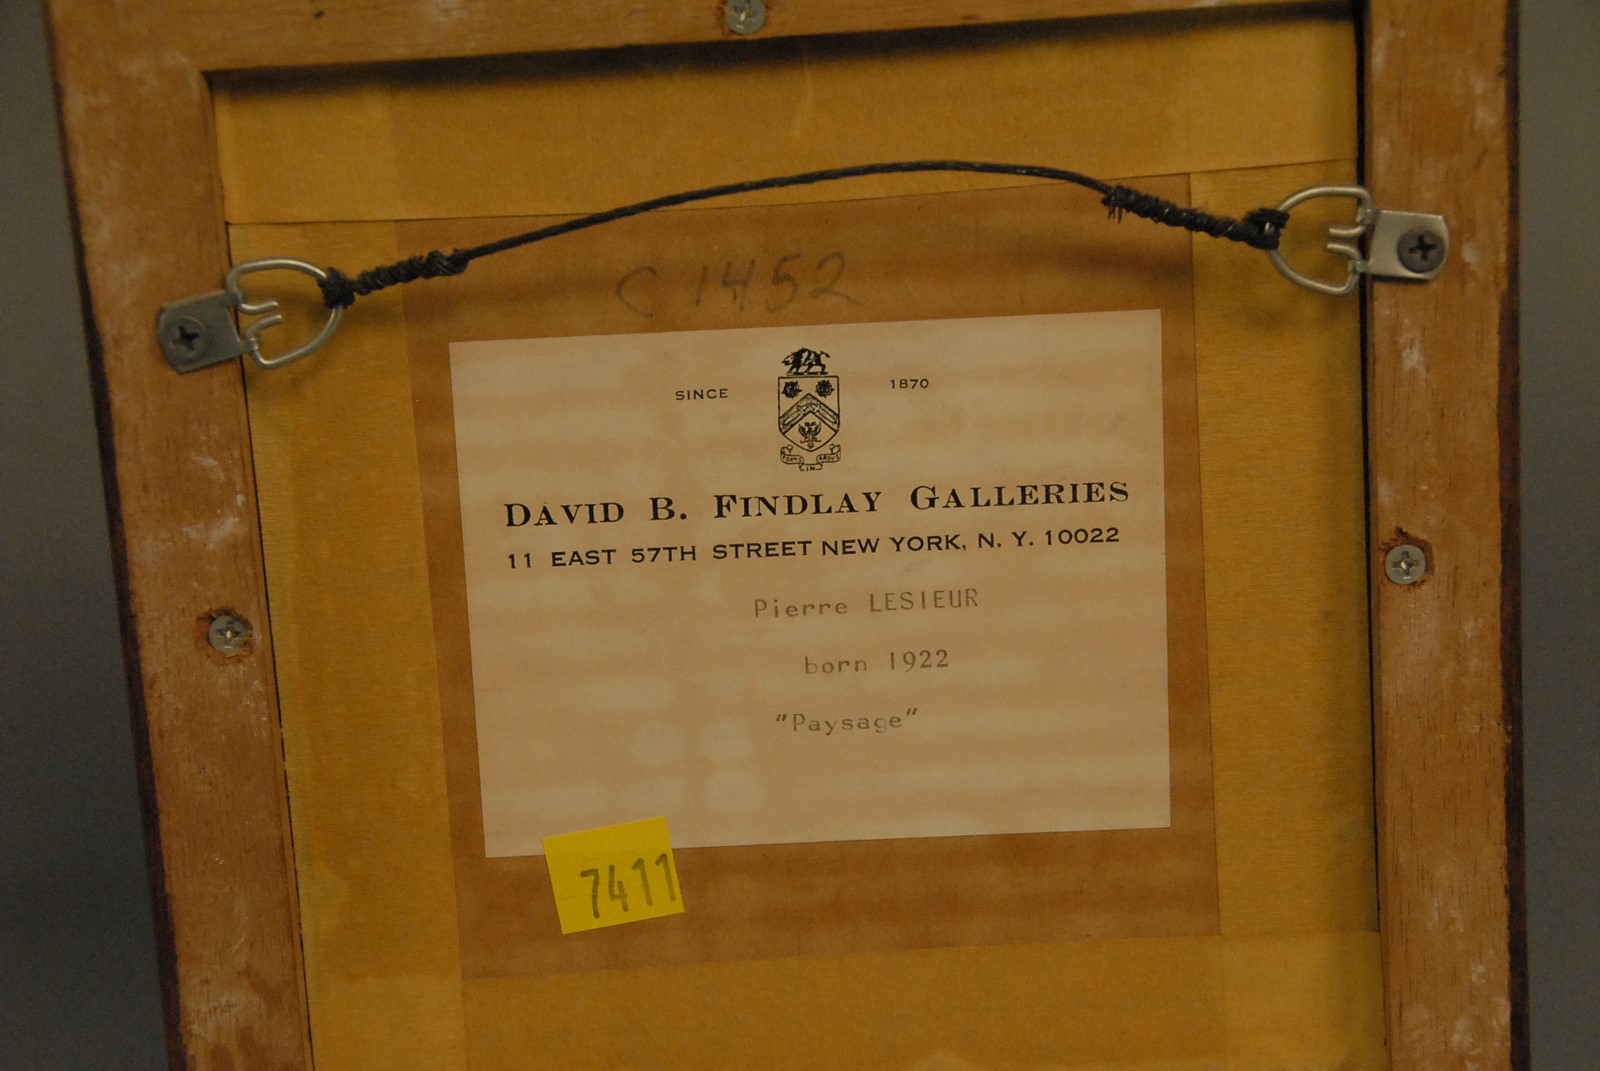 C 1452
SINCE 1870
DAVID B. FINDLAY GALLERIES
11 EAST 57TH STREET NEW YORK, N. Y. 10022
Pierre LESIEUR
born 1922
"Paysage"
7411